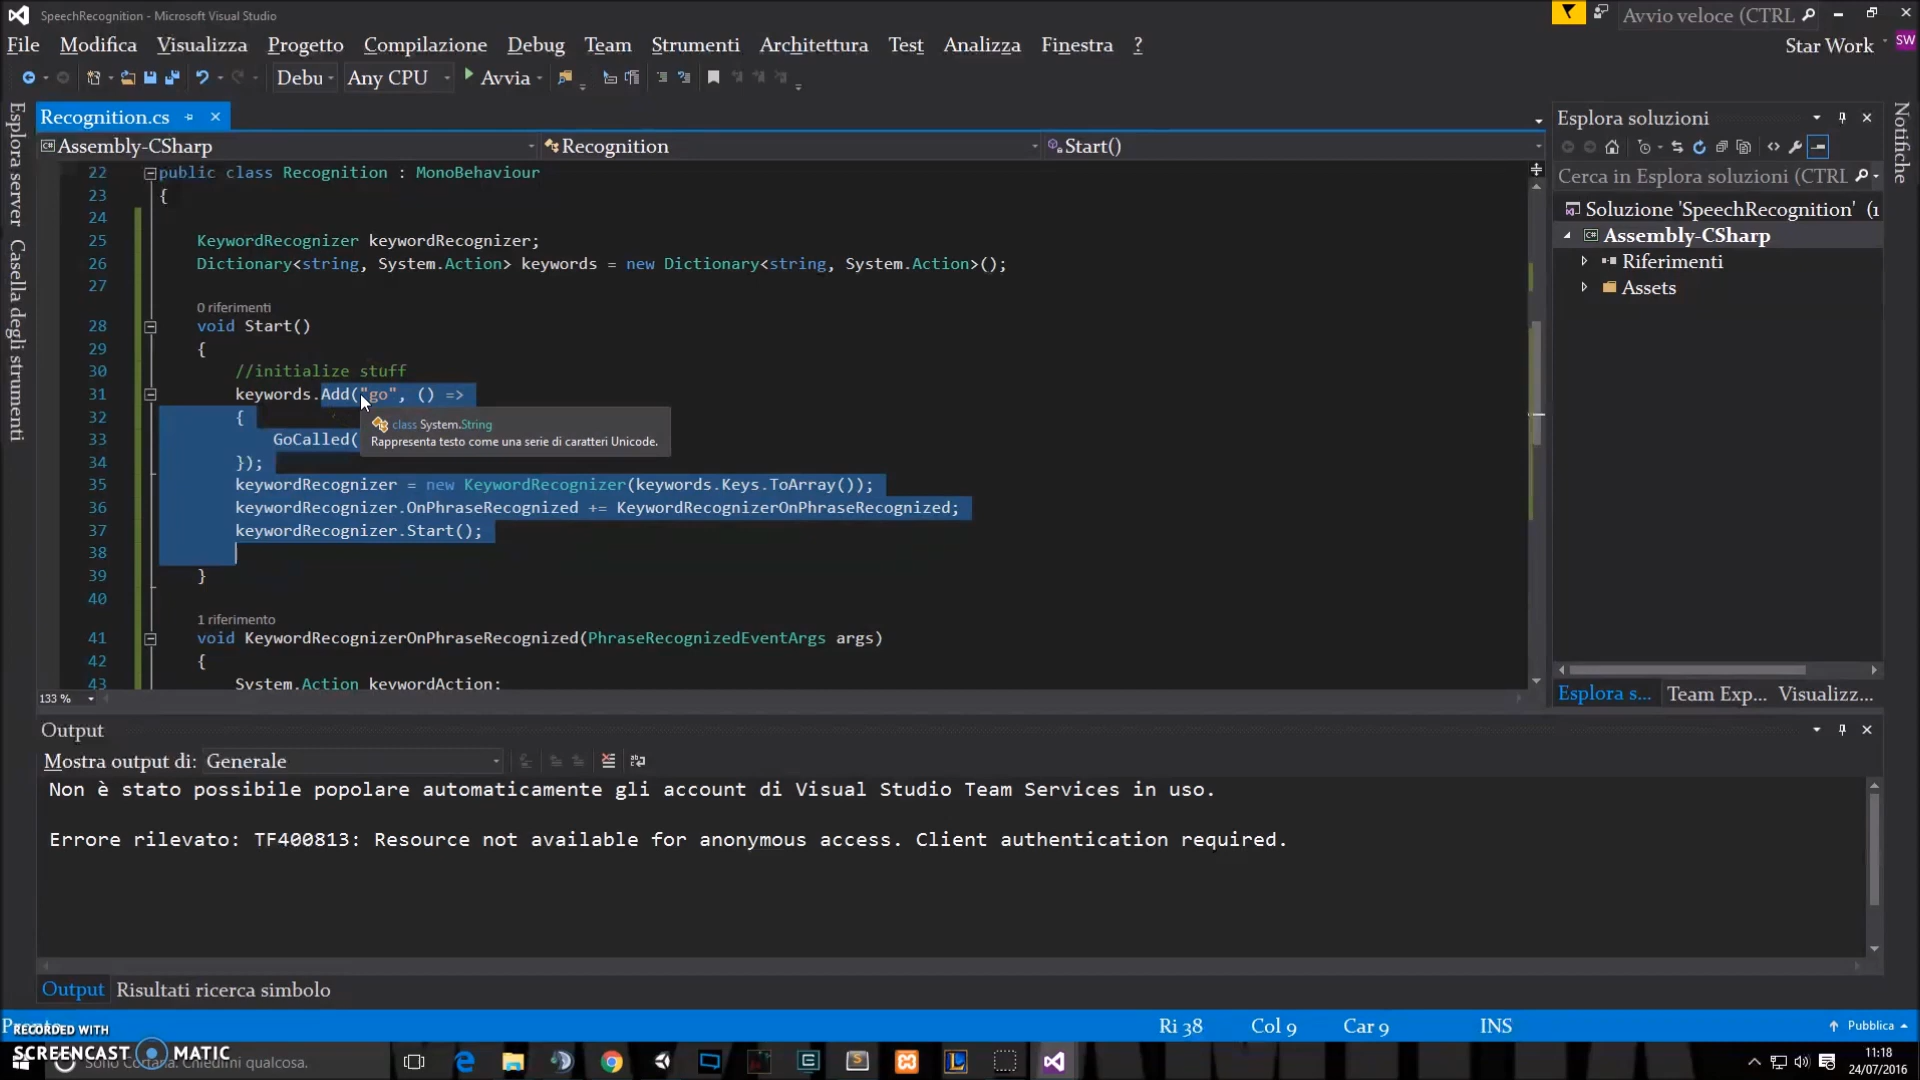 SpeechRecognition - Microsoft Visual Studio
Avvio veloce (CTRL
File Modifica Visualizza Progetto Compilazione Debug Team Strumenti Architettura Test Analizza Finestra ?
Star Work
SW
Debu Any CPU Avvia
Esplora server
Casella degli strumenti
Notifiche
Recognition.cs
Assembly-CSharp
Recognition
Start()
22 public class Recognition : MonoBehaviour
23 {
24
25 KeywordRecognizer keywordRecognizer;
26 Dictionary<string, System.Action> keywords = new Dictionary<string, System.Action>();
27
0 riferimenti
28 void Start()
29 {
30 //initialize stuff
31 keywords.Add("go", () =>
32 {
class System.String
33 GoCalled(
Rappresenta testo come una serie di caratteri Unicode.
34 });
35 keywordRecognizer = new KeywordRecognizer(keywords.Keys.ToArray());
36 keywordRecognizer.OnPhraseRecognized += KeywordRecognizerOnPhraseRecognized;
37 keywordRecognizer.Start();
38
39 }
40
1 riferimento
41 void KeywordRecognizerOnPhraseRecognized(PhraseRecognizedEventArgs args)
42 {
43 System.Action keywordAction;
133 %
Esplora soluzioni
Cerca in Esplora soluzioni (CTRL
Soluzione 'SpeechRecognition' (1
Assembly-CSharp
Riferimenti
Assets
Esplora s... Team Exp... Visualizz...
Output
Mostra output di: Generale
Non è stato possibile popolare automaticamente gli account di Visual Studio Team Services in uso.
Errore rilevato: TF400813: Resource not available for anonymous access. Client authentication required.
Output Risultati ricerca simbolo
Ri 38 Col 9 Car 9 INS
Pubblica
RECORDED WITH
SCREENCAST MATIC
Sono Cortana. Chiedimi qualcosa.
11:18
24/07/2016